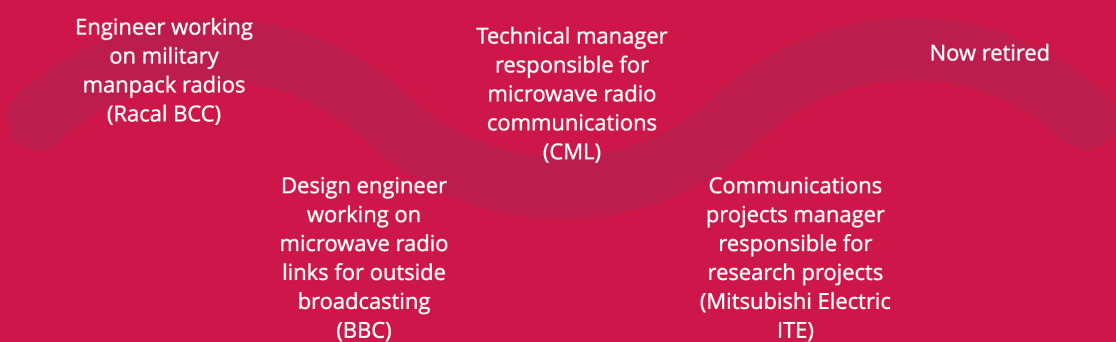 Engineer working
on military
manpack radios
(Racal BCC)
Design engineer
working on
microwave radio
links for outside
broadcasting
(BBC)
Technical manager
responsible for
microwave radio
communications
(CML)
Communications
projects manager
responsible for
research projects
(Mitsubishi Electric
ITE)
Now retired